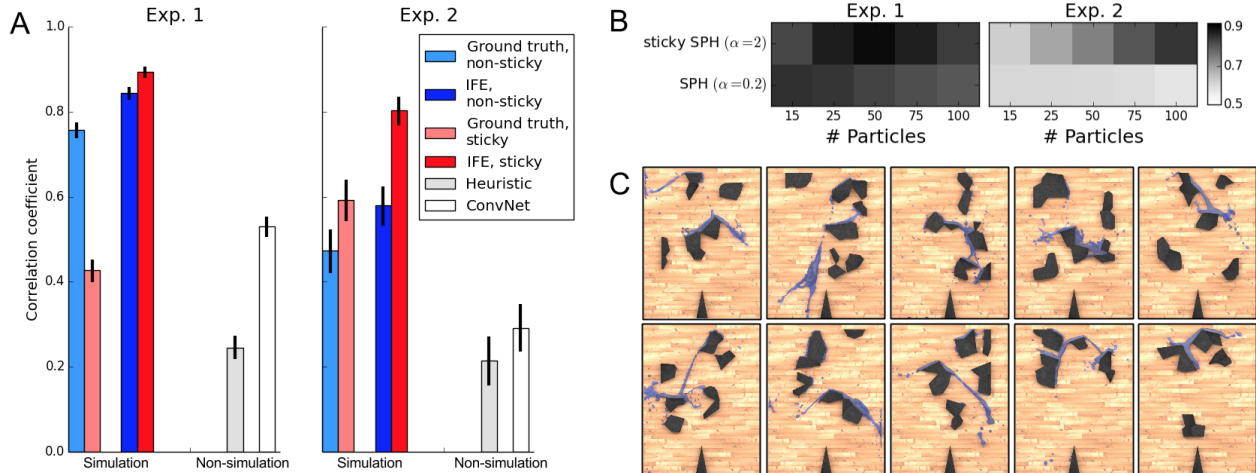 A
Exp. 1
Exp. 2
Correlation coefficient
1.0
0.8
0.6
0.4
0.2
0.0
Simulation
Non-simulation
Simulation
Non-simulation
Ground truth,
non-sticky
IFE,
non-sticky
Ground truth,
sticky
IFE, sticky
Heuristic
ConvNet
B
Exp. 1
Exp. 2
sticky SPH (α=2)
SPH (α=0.2)
15 25 50 75 100
# Particles
15 25 50 75 100
# Particles
0.9
0.7
0.5
C